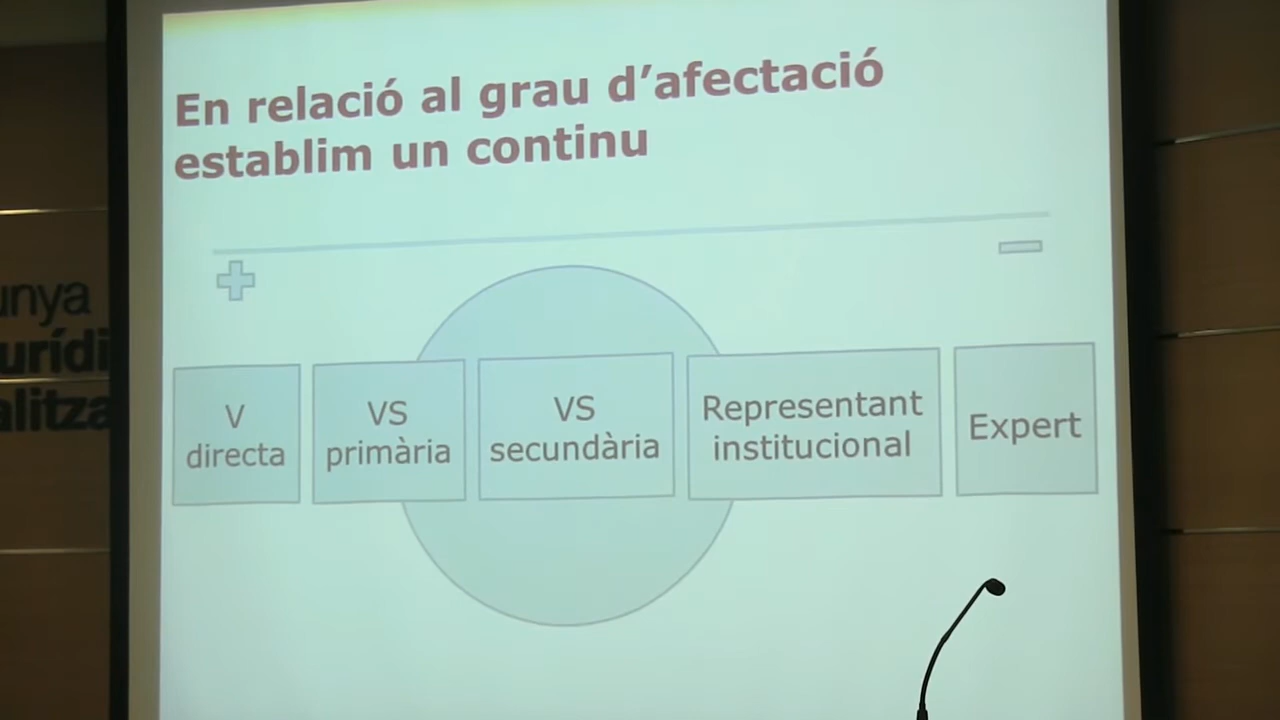 En relació al grau d'afectació
establim un continu
V
directa
VS
primària
VS
secundària
Representant
institucional
Expert